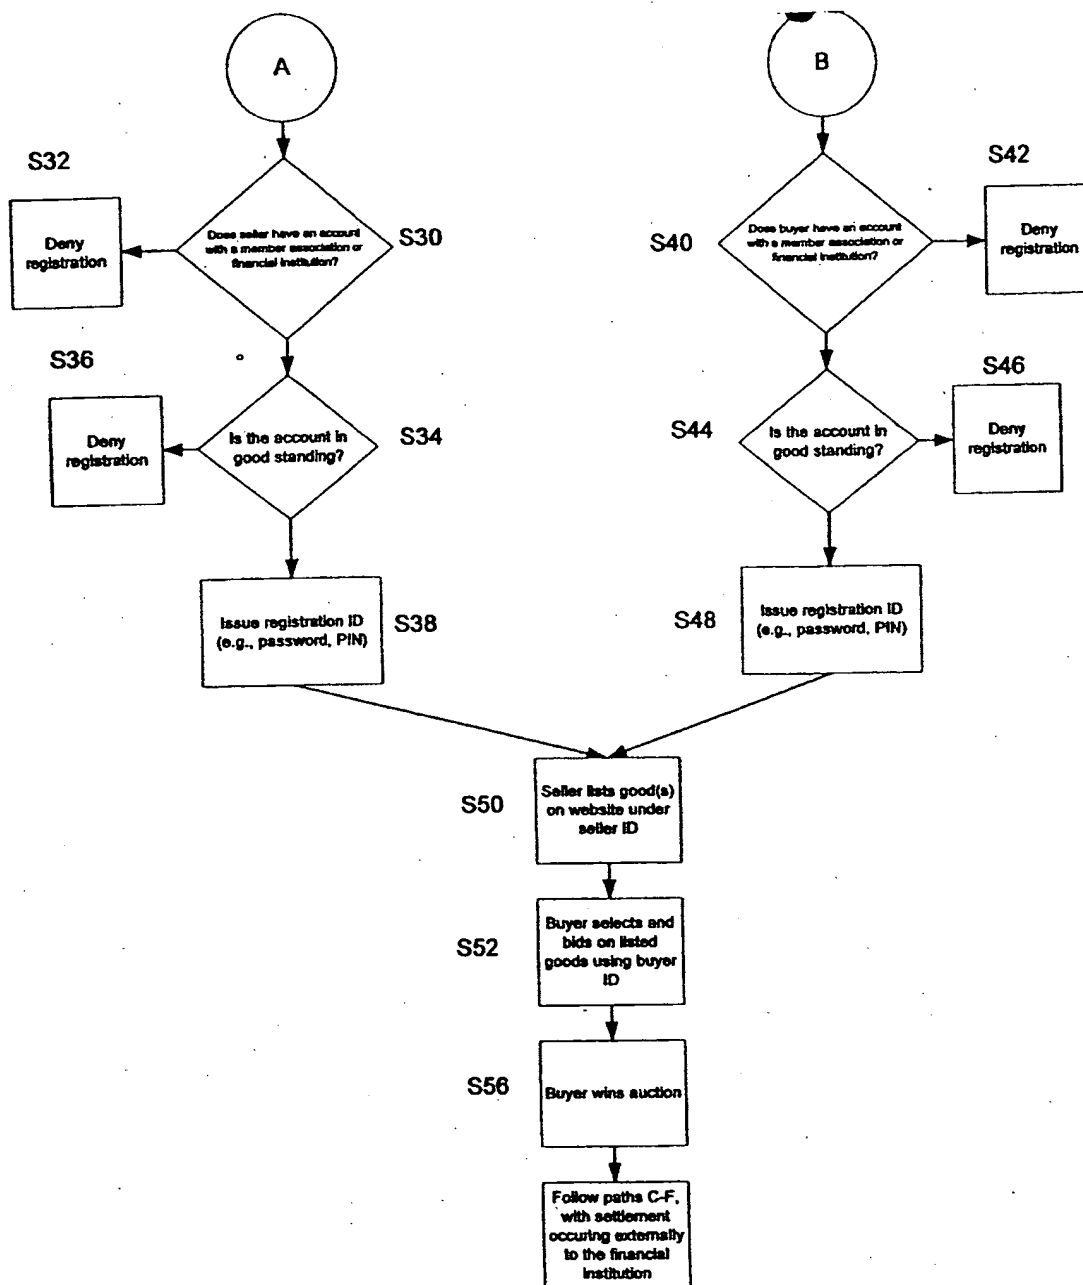 A
B
S32
S42
Deny
registration
Does seller have an account
with a member association or
financial institution?
S30
S40
Does buyer have an account
with a member association or
financial institution?
Deny
registration
S36
S46
Deny
registration
Is the account in
good standing?
S34
S44
Is the account in
good standing?
Deny
registration
Issue registration ID
(e.g., password, PIN)
S38
S48
Issue registration ID
(e.g., password, PIN)
S50
Seller lists good(s)
on website under
seller ID
S52
Buyer selects and
bids on listed
goods using buyer
ID
S56
Buyer wins auction
Follow paths C-F,
with settlement
occuring externally
to the financial
institution